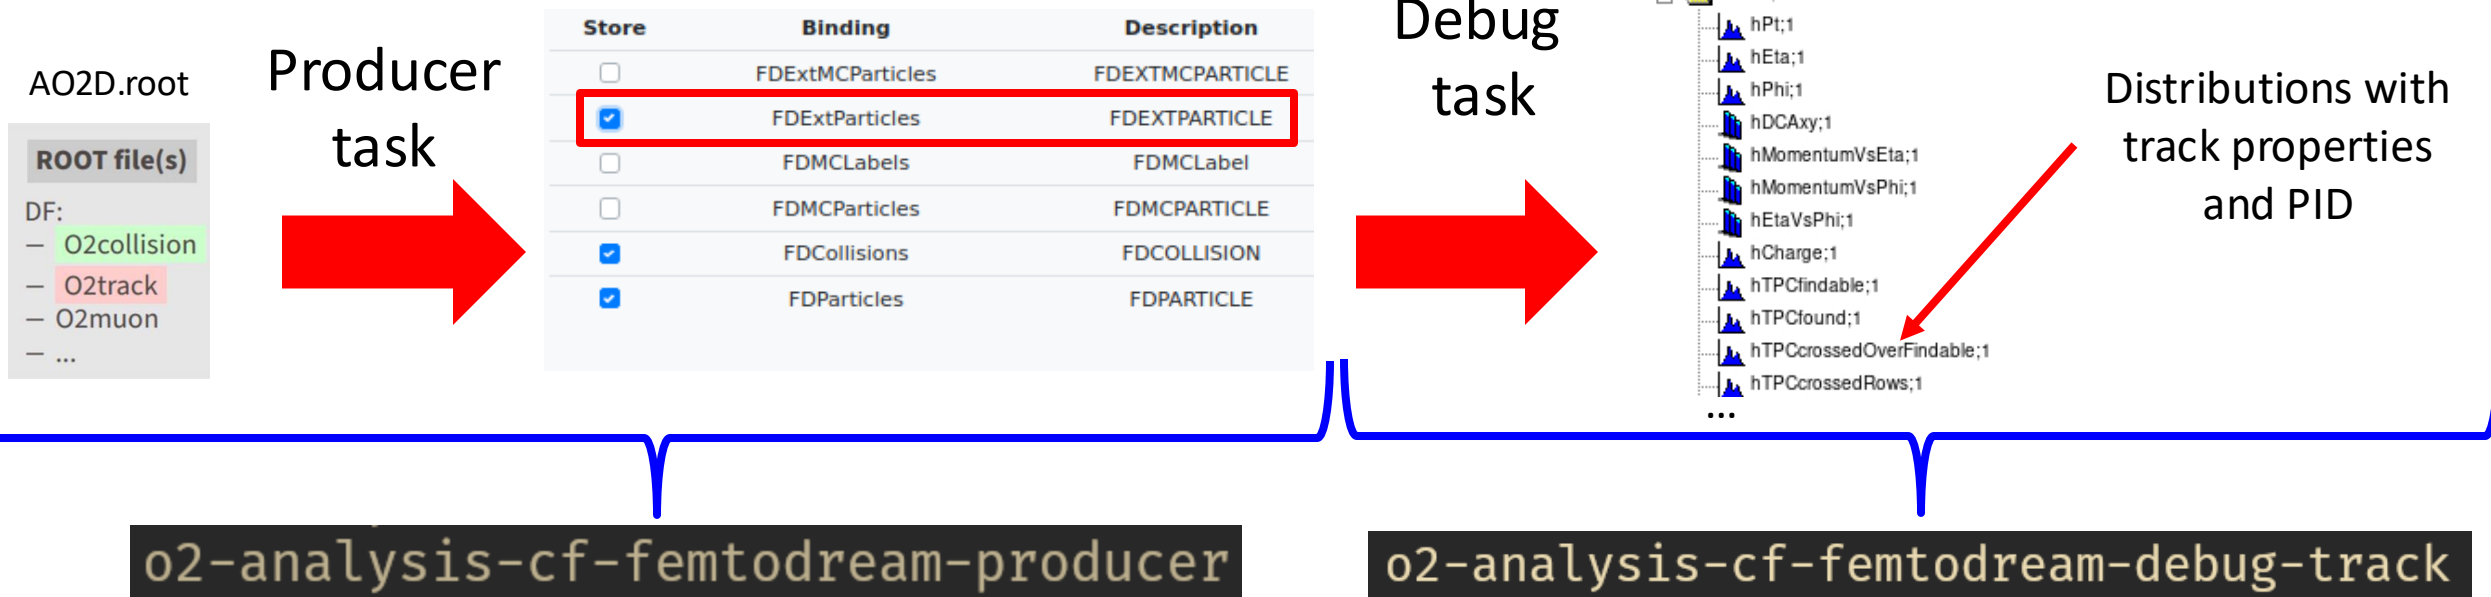 AO2D.root
ROOT file(s)
DF:
– O2collision
– O2track
– O2muon
– ...
Producer
task
Store Binding Description
FDExtMCParticles FDEXTMCPARTICLE
FDExtParticles FDEXTPARTICLE
FDMCLabels FDMCLabel
FDMCParticles FDMCPARTICLE
FDCollisions FDCOLLISION
FDParticles FDPARTICLE
Debug
task
hPt;1
hEta;1
hPhi;1
hDCAxy;1
hMomentumVsEta;1
hMomentumVsPhi;1
hEtaVsPhi;1
hCharge;1
hTPCfindable;1
hTPCfound;1
hTPCcrossedOverFindable;1
hTPCcrossedRows;1
...
Distributions with
track properties
and PID
o2-analysis-cf-femtodream-producer
o2-analysis-cf-femtodream-debug-track